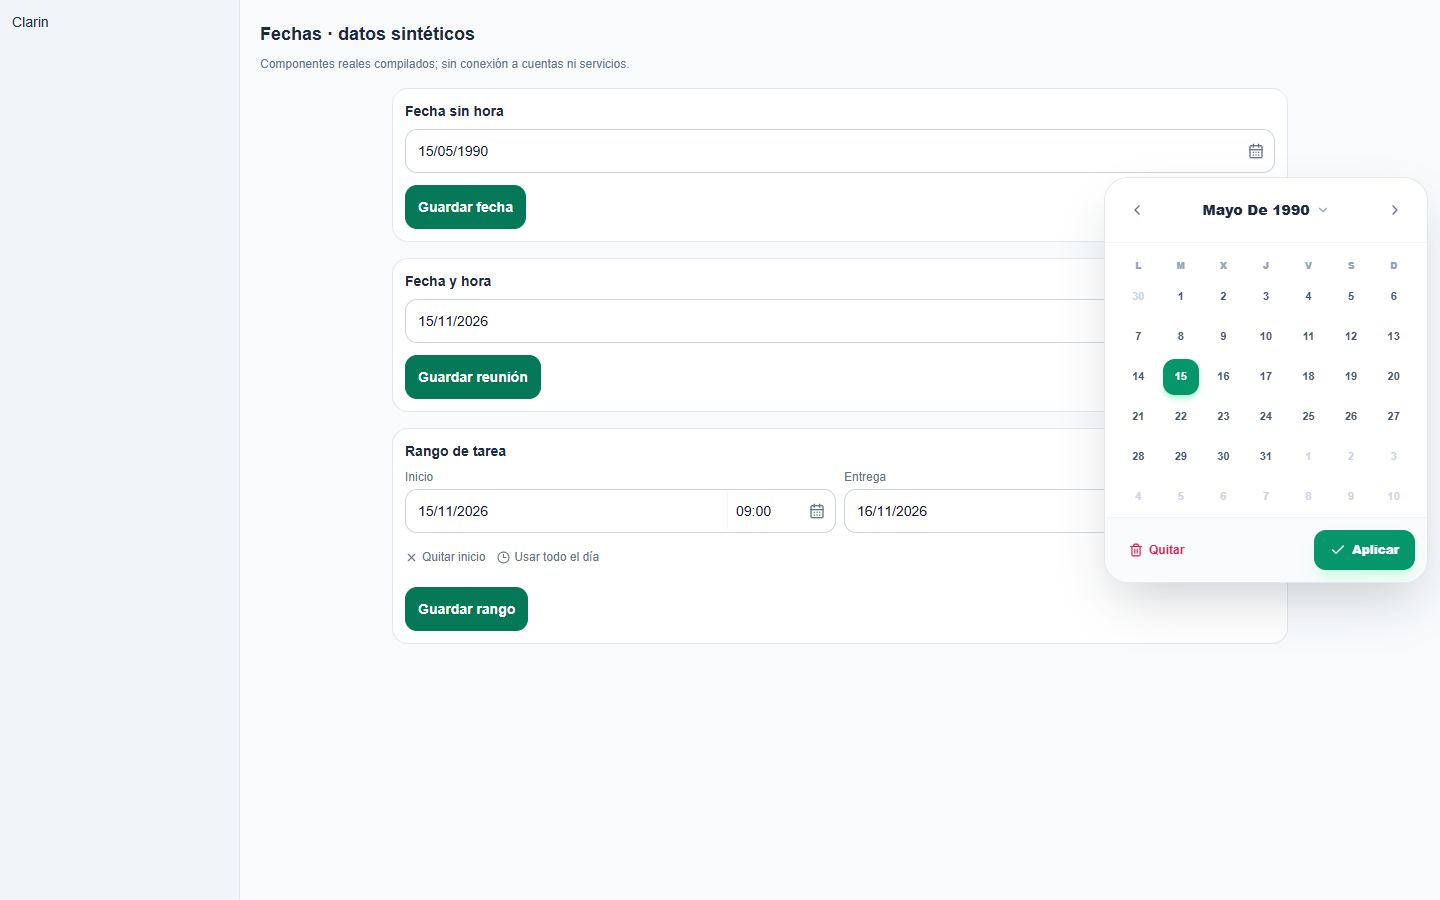 Clarin
Fechas · datos sintéticos
Componentes reales compilados; sin conexión a cuentas ni servicios.
Fecha sin hora
15/05/1990
Guardar fecha
Fecha y hora
15/11/2026
Guardar reunión
Rango de tarea
Inicio
Entrega
15/11/2026 09:00
16/11/2026
Quitar inicio Usar todo el día
Guardar rango
Mayo De 1990
L M X J V S D
30 1 2 3 4 5 6
7 8 9 10 11 12 13
14 15 16 17 18 19 20
21 22 23 24 25 26 27
28 29 30 31 1 2 3
4 5 6 7 8 9 10
Quitar Aplicar